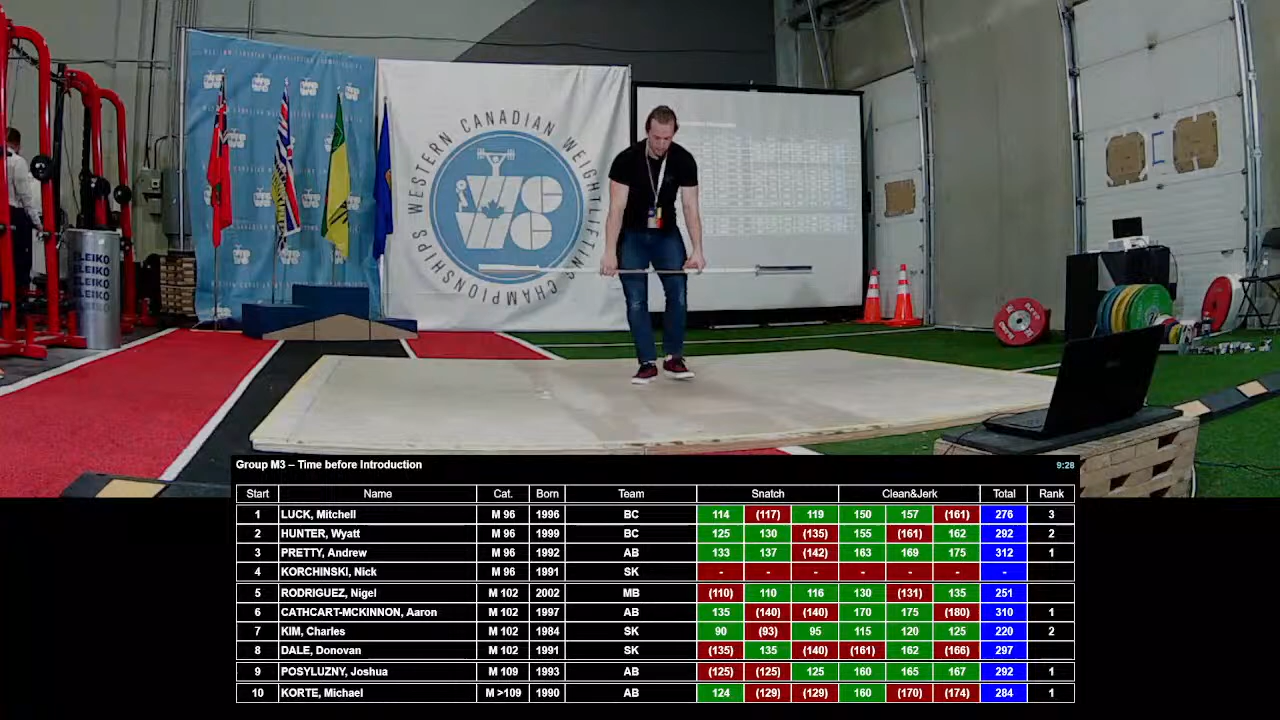 WESTERN CANADIAN WEIGHTLIFTING CHAMPIONSHIPS
WC
WC
ELEIKO
ELEIKO
ELEIKO
ELEIKO
Group M3 – Time before Introduction 9:28
Start Name Cat. Born Team Snatch Clean&Jerk Total Rank
1 LUCK, Mitchell M 96 1996 BC 114 (117) 119 150 157 (161) 276 3
2 HUNTER, Wyatt M 96 1999 BC 125 130 (135) 155 (161) 162 292 2
3 PRETTY, Andrew M 96 1992 AB 133 137 (142) 163 169 175 312 1
4 KORCHINSKI, Nick M 96 1991 SK - - - - - - -
5 RODRIGUEZ, Nigel M 102 2002 MB (110) 110 116 130 (131) 135 251
6 CATHCART-MCKINNON, Aaron M 102 1997 AB 135 (140) (140) 170 175 (180) 310 1
7 KIM, Charles M 102 1984 SK 90 (93) 95 115 120 125 220 2
8 DALE, Donovan M 102 1991 SK (135) 135 (140) (161) 162 (166) 297
9 POSYLUZNY, Joshua M 109 1993 AB (125) (125) 125 160 165 167 292 1
10 KORTE, Michael M >109 1990 AB 124 (129) (129) 160 (170) (174) 284 1